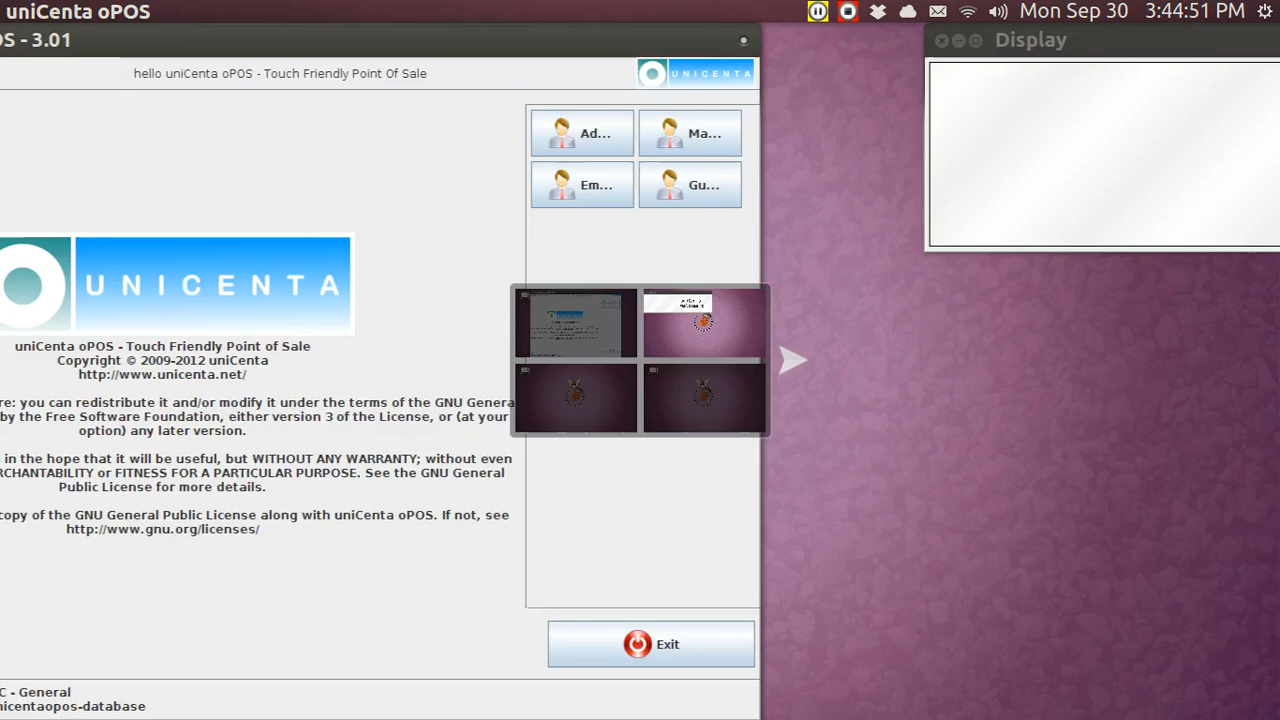 uniCenta oPOS
Mon Sep 30 3:44:51 PM
OS - 3.01
Display
hello uniCenta oPOS - Touch Friendly Point Of Sale
UNICENTA
Ad...
Ma...
Em...
Gu...
UNICENTA
uniCenta oPOS - Touch Friendly Point of Sale
Copyright © 2009-2012 uniCenta
http://www.unicenta.net/
re: you can redistribute it and/or modify it under the terms of the GNU Genera
by the Free Software Foundation, either version 3 of the License, or (at your
option) any later version.
in the hope that it will be useful, but WITHOUT ANY WARRANTY; without even
RCHANTABILITY or FITNESS FOR A PARTICULAR PURPOSE. See the GNU General
Public License for more details.
copy of the GNU General Public License along with uniCenta oPOS. If not, see
http://www.gnu.org/licenses/
Exit
C - General
nicentaopos-database